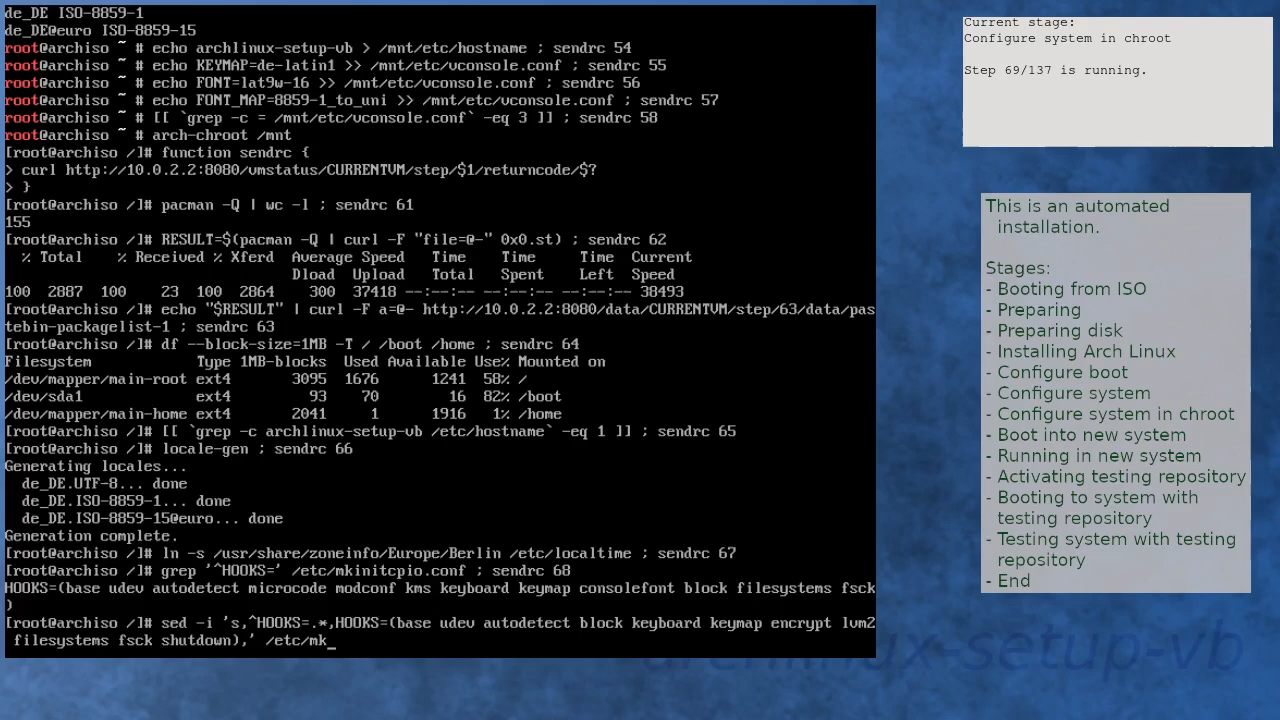 de_DE ISO-8859-1
de_DE@euro ISO-8859-15
root@archiso ~ # echo archlinux-setup-vb > /mnt/etc/hostname ; sendrc 54
root@archiso ~ # echo KEYMAP=de-latin1 >> /mnt/etc/vconsole.conf ; sendrc 55
root@archiso ~ # echo FONT=lat9w-16 >> /mnt/etc/vconsole.conf ; sendrc 56
root@archiso ~ # echo FONT_MAP=8859-1_to_uni >> /mnt/etc/vconsole.conf ; sendrc 57
root@archiso ~ # [[ `grep -c = /mnt/etc/vconsole.conf` -eq 3 ]] ; sendrc 58
root@archiso ~ # arch-chroot /mnt
[root@archiso /]# function sendrc {
> curl http://10.0.2.2:8080/vmstatus/CURRENTVM/step/$1/returncode/$?
> }
[root@archiso /]# pacman -Q | wc -l ; sendrc 61
155
[root@archiso /]# RESULT=$(pacman -Q | curl -F "file=@-" 0x0.st) ; sendrc 62
% Total % Received % Xferd Average Speed Time Time Time Current
Dload Upload Total Spent Left Speed
100 2887 100 23 100 2864 300 37418 --:--:-- --:--:-- --:--:-- 38493
[root@archiso /]# echo "$RESULT" | curl -F a=@- http://10.0.2.2:8080/data/CURRENTVM/step/63/data/pas
tebin-packagelist-1 ; sendrc 63
[root@archiso /]# df --block-size=1MB -T / /boot /home ; sendrc 64
Filesystem Type 1MB-blocks Used Available Use% Mounted on
/dev/mapper/main-root ext4 3095 1676 1241 58% /
/dev/sda1 ext4 93 70 16 82% /boot
/dev/mapper/main-home ext4 2041 1 1916 1% /home
[root@archiso /]# [[ `grep -c archlinux-setup-vb /etc/hostname` -eq 1 ]] ; sendrc 65
[root@archiso /]# locale-gen ; sendrc 66
Generating locales...
de_DE.UTF-8... done
de_DE.ISO-8859-1... done
de_DE.ISO-8859-15@euro... done
Generation complete.
[root@archiso /]# ln -s /usr/share/zoneinfo/Europe/Berlin /etc/localtime ; sendrc 67
[root@archiso /]# grep '^HOOKS=' /etc/mkinitcpio.conf ; sendrc 68
HOOKS=(base udev autodetect microcode modconf kms keyboard keymap consolefont block filesystems fsck
)
[root@archiso /]# sed -i 's,^HOOKS=.*,HOOKS=(base udev autodetect block keyboard keymap encrypt lvm2
filesystems fsck shutdown),' /etc/mk_
Current stage:
Configure system in chroot
Step 69/137 is running.
This is an automated
installation.
Stages:
- Booting from ISO
- Preparing
- Preparing disk
- Installing Arch Linux
- Configure boot
- Configure system
- Configure system in chroot
- Boot into new system
- Running in new system
- Activating testing repository
- Booting to system with
testing repository
- Testing system with testing
repository
- End
archlinux-setup-vb